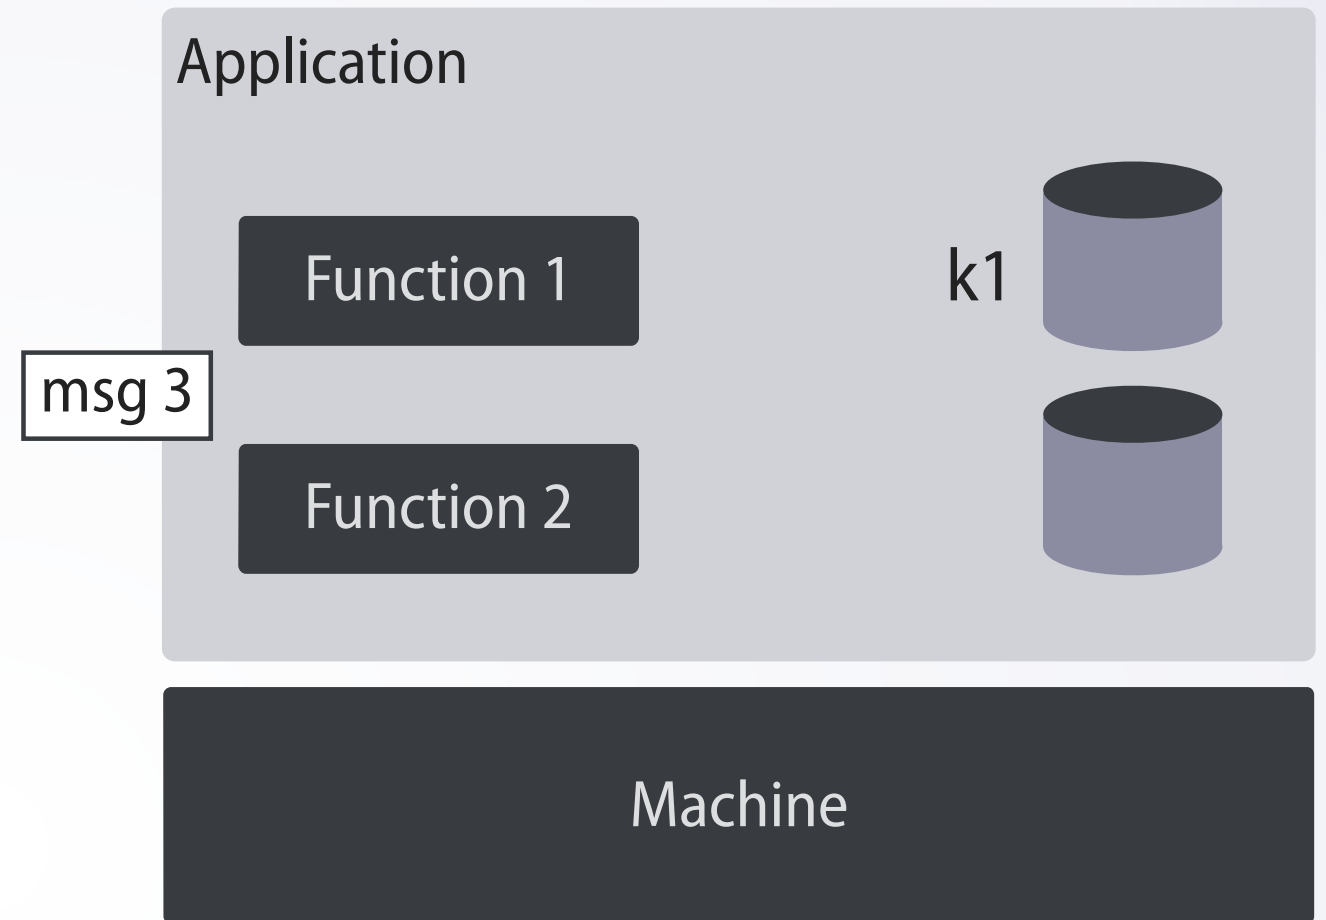 Application
Function 1
k1
msg 3
Function 2
Machine